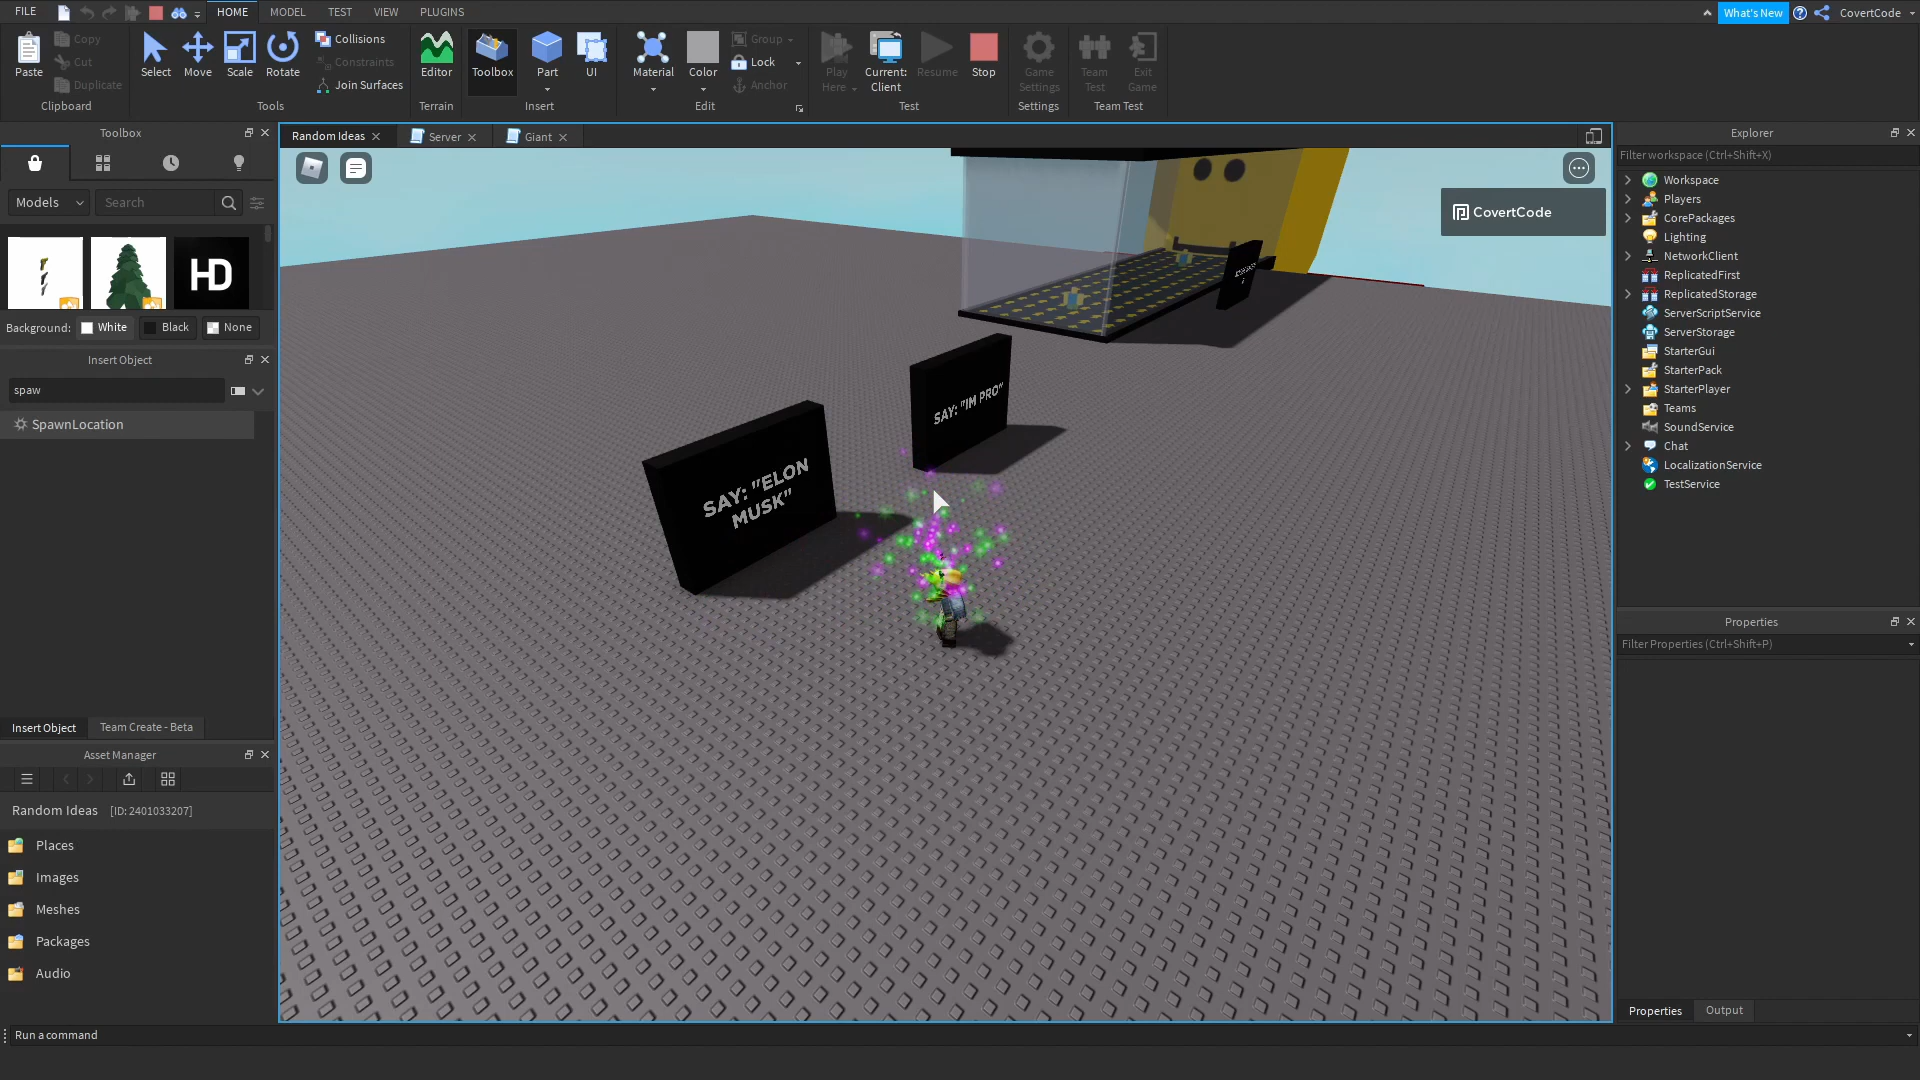 FILE
HOME
MODEL
TEST
VIEW
PLUGINS
What's New
CovertCode
Paste
Copy
Cut
Duplicate
Clipboard
Select
Move
Scale
Rotate
Collisions
Constraints
Join Surfaces
Tools
Editor
Terrain
Toolbox
Part
UI
Insert
Material
Color
Group
Lock
Anchor
Edit
Play
Here
Current:
Client
Resume
Stop
Test
Game
Settings
Settings
Team
Test
Exit
Game
Team Test
Toolbox
Models
Search
HD
Background:
White
Black
None
Insert Object
spaw
SpawnLocation
Insert Object
Team Create - Beta
Asset Manager
Random Ideas [ID: 2401033207]
Places
Images
Meshes
Packages
Audio
Run a command
Random Ideas
Server
Giant
CovertCode
SAY: "IM PRO"
SAY: "ELON
MUSK"
Explorer
Filter workspace (Ctrl+Shift+X)
Workspace
Players
CorePackages
Lighting
NetworkClient
ReplicatedFirst
ReplicatedStorage
ServerScriptService
ServerStorage
StarterGui
StarterPack
StarterPlayer
Teams
SoundService
Chat
LocalizationService
TestService
Properties
Filter Properties (Ctrl+Shift+P)
Properties
Output